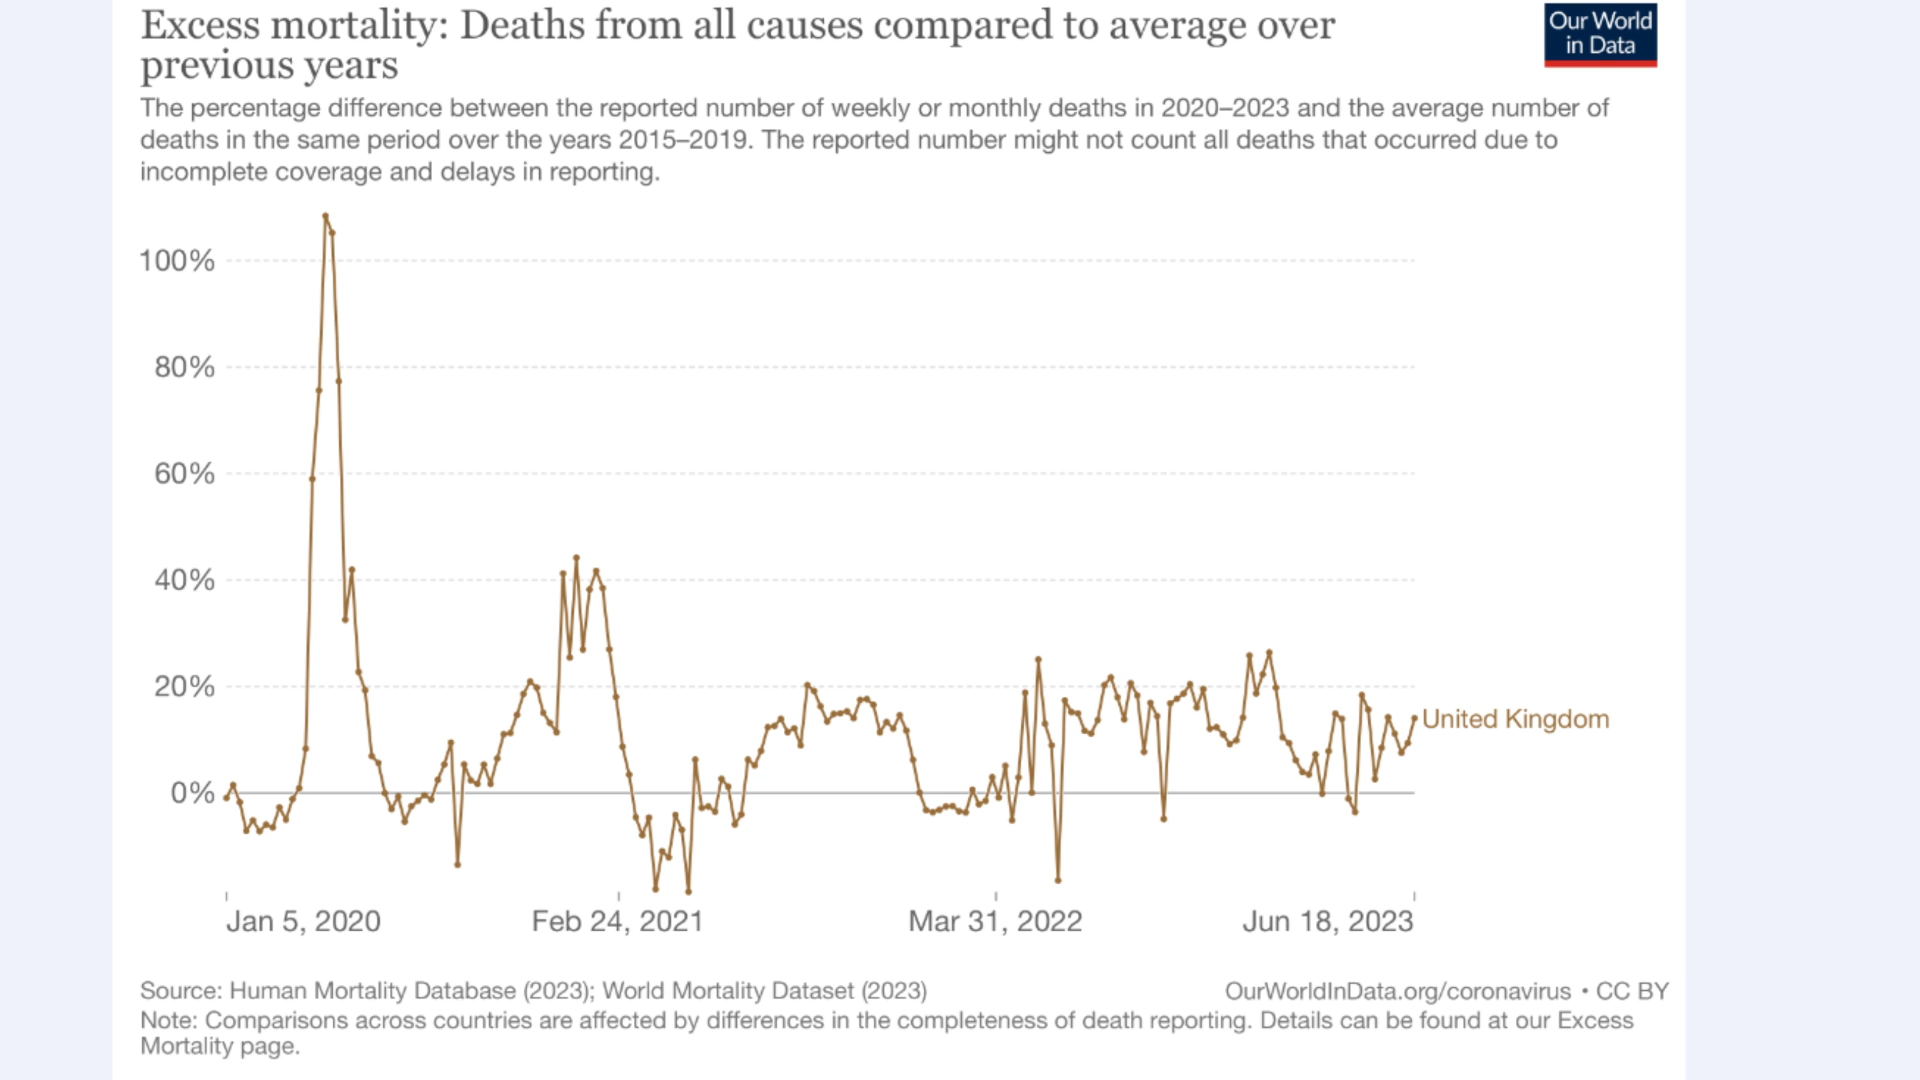 Excess mortality: Deaths from all causes compared to average over
previous years
Our World
in Data
The percentage difference between the reported number of weekly or monthly deaths in 2020–2023 and the average number of
deaths in the same period over the years 2015–2019. The reported number might not count all deaths that occurred due to
incomplete coverage and delays in reporting.
100%
80%
60%
40%
20%
0%
United Kingdom
Jan 5, 2020
Feb 24, 2021
Mar 31, 2022
Jun 18, 2023
Source: Human Mortality Database (2023); World Mortality Dataset (2023)
OurWorldInData.org/coronavirus • CC BY
Note: Comparisons across countries are affected by differences in the completeness of death reporting. Details can be found at our Excess
Mortality page.